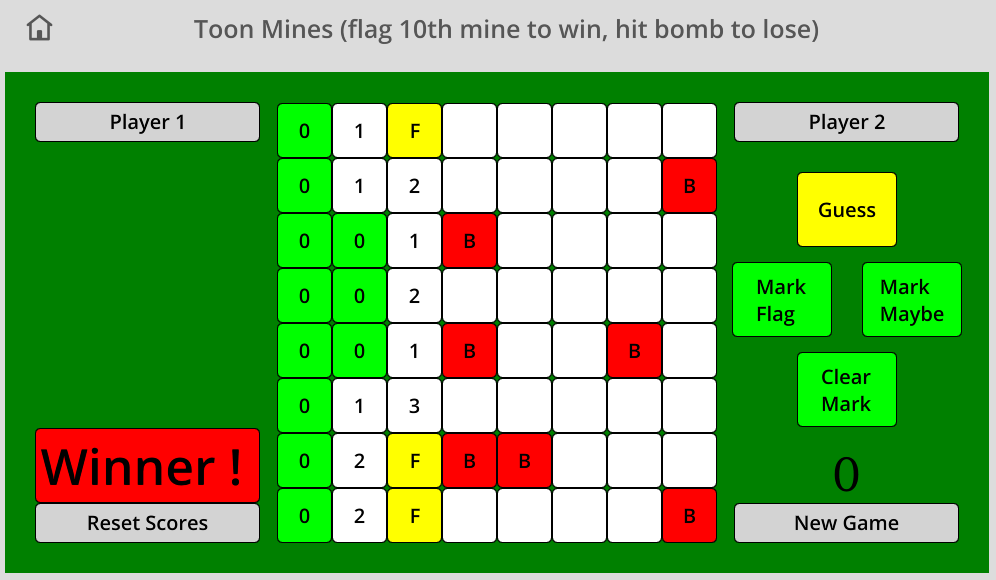 Toon Mines (flag 10th mine to win, hit bomb to lose)
Player 1
Player 2
0 1 F
0 1 2 B
0 0 1 B
0 0 2
0 0 1 B B
0 1 3
0 2 F B B
0 2 F B
Guess
Mark
Flag
Mark
Maybe
Clear
Mark
Winner !
0
Reset Scores
New Game